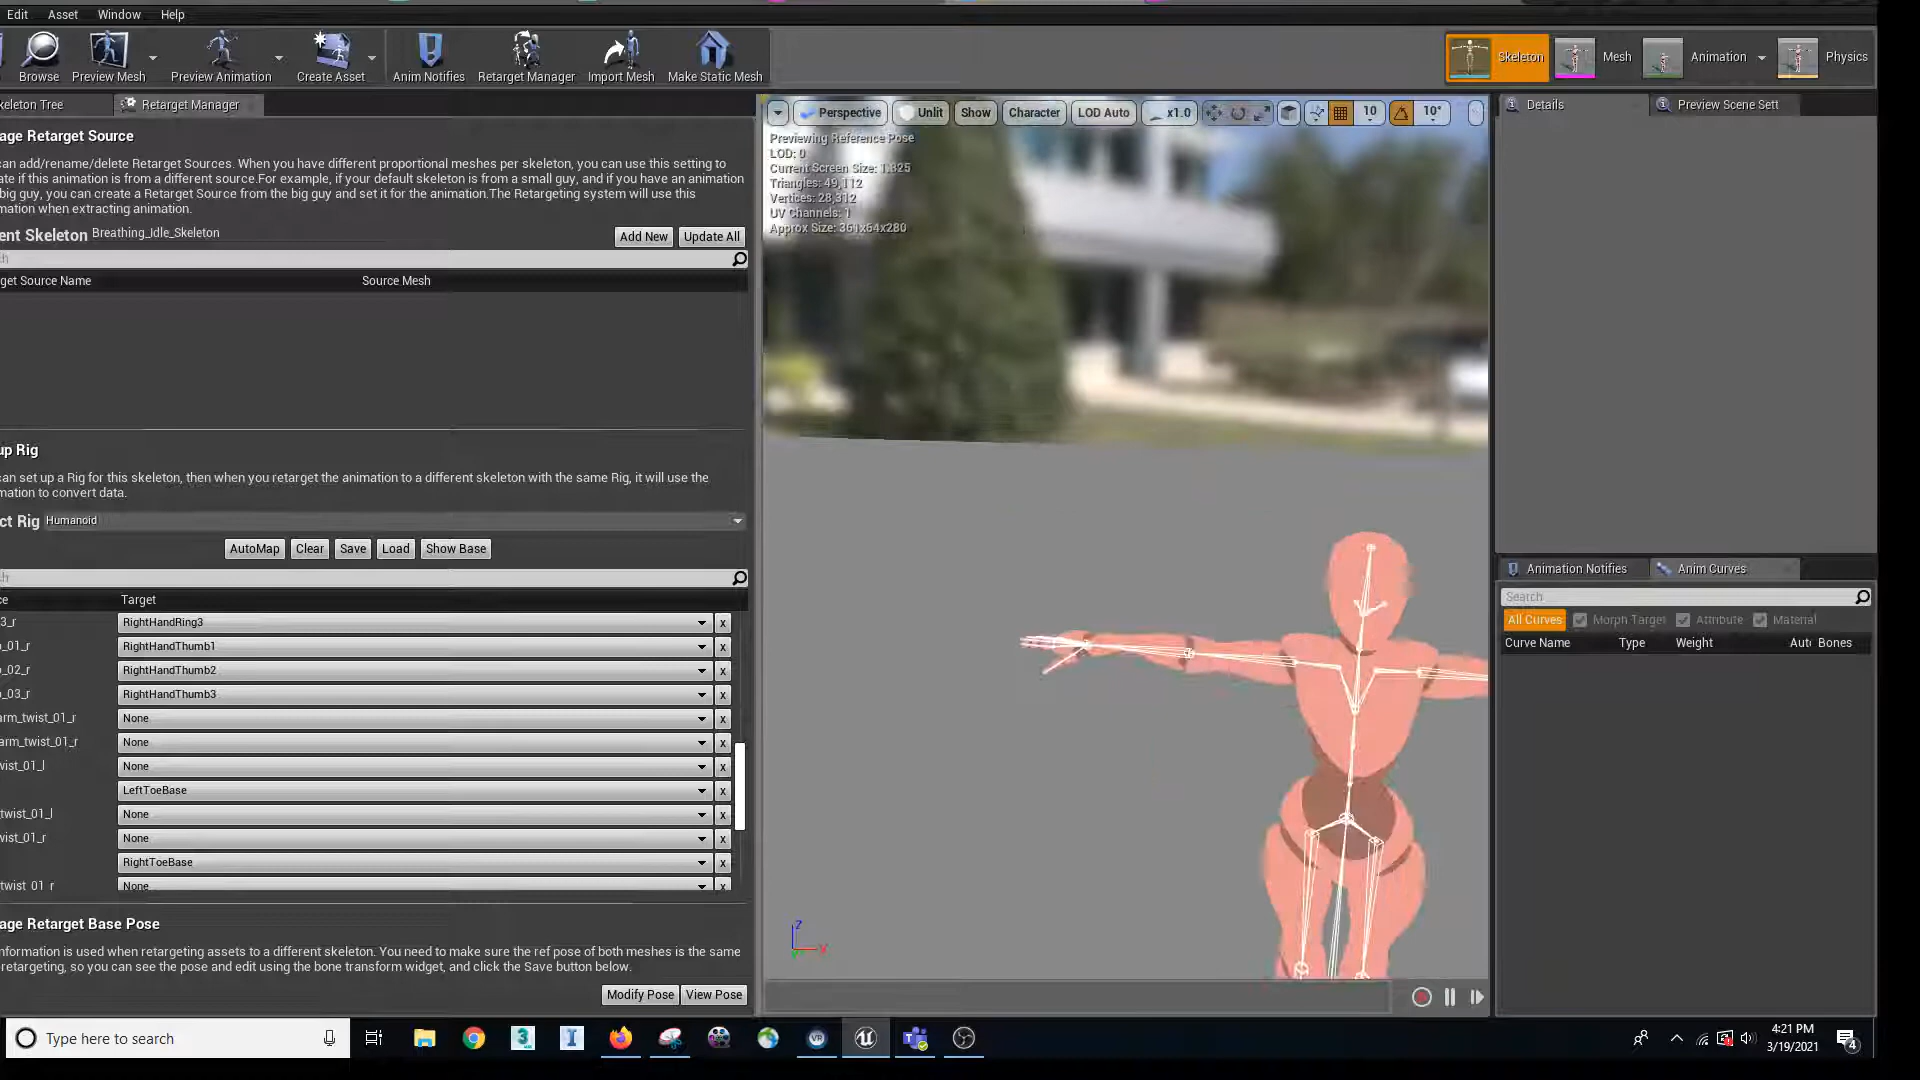 Edit Asset Window Help
Browse Preview Mesh Preview Animation Create Asset Anim Notifies Retarget Manager Import Mesh Make Static Mesh Skeleton Mesh Animation Physics
keleton Tree Retarget Manager
Perspective Unlit Show Character LOD Auto x1.0 10 10°
Details Preview Scene Sett
age Retarget Source
can add/rename/delete Retarget Sources. When you have different proportional meshes per skeleton, you can use this setting to
ate if this animation is from a different source.For example, if your default skeleton is from a small guy, and if you have an animation
big guy, you can create a Retarget Source from the big guy and set it for the animation.The Retargeting system will use this
mation when extracting animation.
ent Skeleton Breathing_Idle_Skeleton Add New Update All
ch
get Source Name Source Mesh
Previewing Reference Pose
LOD: 0
Current Screen Size: 1.825
Triangles: 49,112
Vertices: 28,312
UV Channels: 1
Approx Size: 361x64x280
up Rig
can set up a Rig for this skeleton, then when you retarget the animation to a different skeleton with the same Rig, it will use the
mation to convert data.
ct Rig Humanoid
AutoMap Clear Save Load Show Base
ch
ce Target
3_r RightHandRing3 x
_01_r RightHandThumb1 x
_02_r RightHandThumb2 x
_03_r RightHandThumb3 x
arm_twist_01_r None x
arm_twist_01_r None x
wist_01_l None x
LeftToeBase x
twist_01_l None x
wist_01_r None x
RightToeBase x
twist_01_r None x
age Retarget Base Pose
information is used when retargeting assets to a different skeleton. You need to make sure the ref pose of both meshes is the same
retargeting, so you can see the pose and edit using the bone transform widget, and click the Save button below.
Modify Pose View Pose
Z X
Animation Notifies Anim Curves
Search
All Curves Morph Target Attribute Material
Curve Name Type Weight Auto Bones
Type here to search
4:21 PM
3/19/2021
4